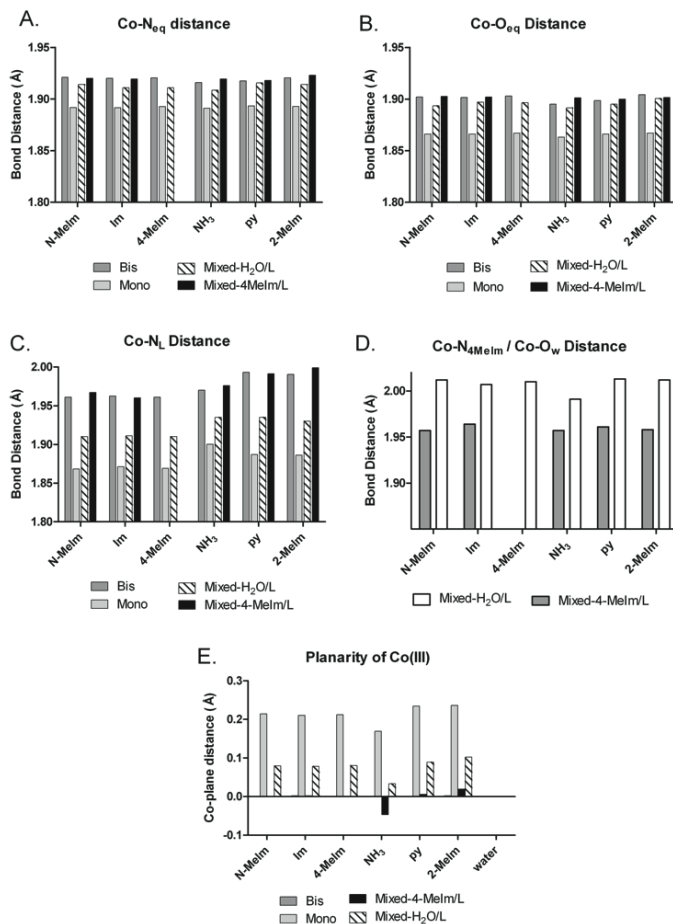 A.
Co-Neq distance
Bond Distance (Å)
1.95
1.90
1.85
1.80
N-MeIm
Im
4-MeIm
NH3
py
2-MeIm
Bis
Mono
Mixed-H2O/L
Mixed-4MeIm/L
B.
Co-Oeq Distance
Bond Distance (Å)
1.95
1.90
1.85
1.80
N-MeIm
Im
4-MeIm
NH3
py
2-MeIm
Bis
Mono
Mixed-H2O/L
Mixed-4MeIm/L
C.
Co-NL Distance
Bond Distance (Å)
2.00
1.95
1.90
1.85
1.80
N-MeIm
Im
4-MeIm
NH3
py
2-MeIm
Bis
Mono
Mixed-H2O/L
Mixed-4-MeIm/L
D.
Co-N4MeIm / Co-Ow Distance
Bond Distance (Å)
2.00
1.95
1.90
N-MeIm
Im
4-MeIm
NH3
py
2-MeIm
Mixed-H2O/L
Mixed-4-MeIm/L
E.
Planarity of Co(III)
Co-plane distance (Å)
0.3
0.2
0.1
0.0
-0.1
N-MeIm
Im
4-MeIm
NH3
py
2-MeIm
water
Bis
Mono
Mixed-4-MeIm/L
Mixed-H2O/L